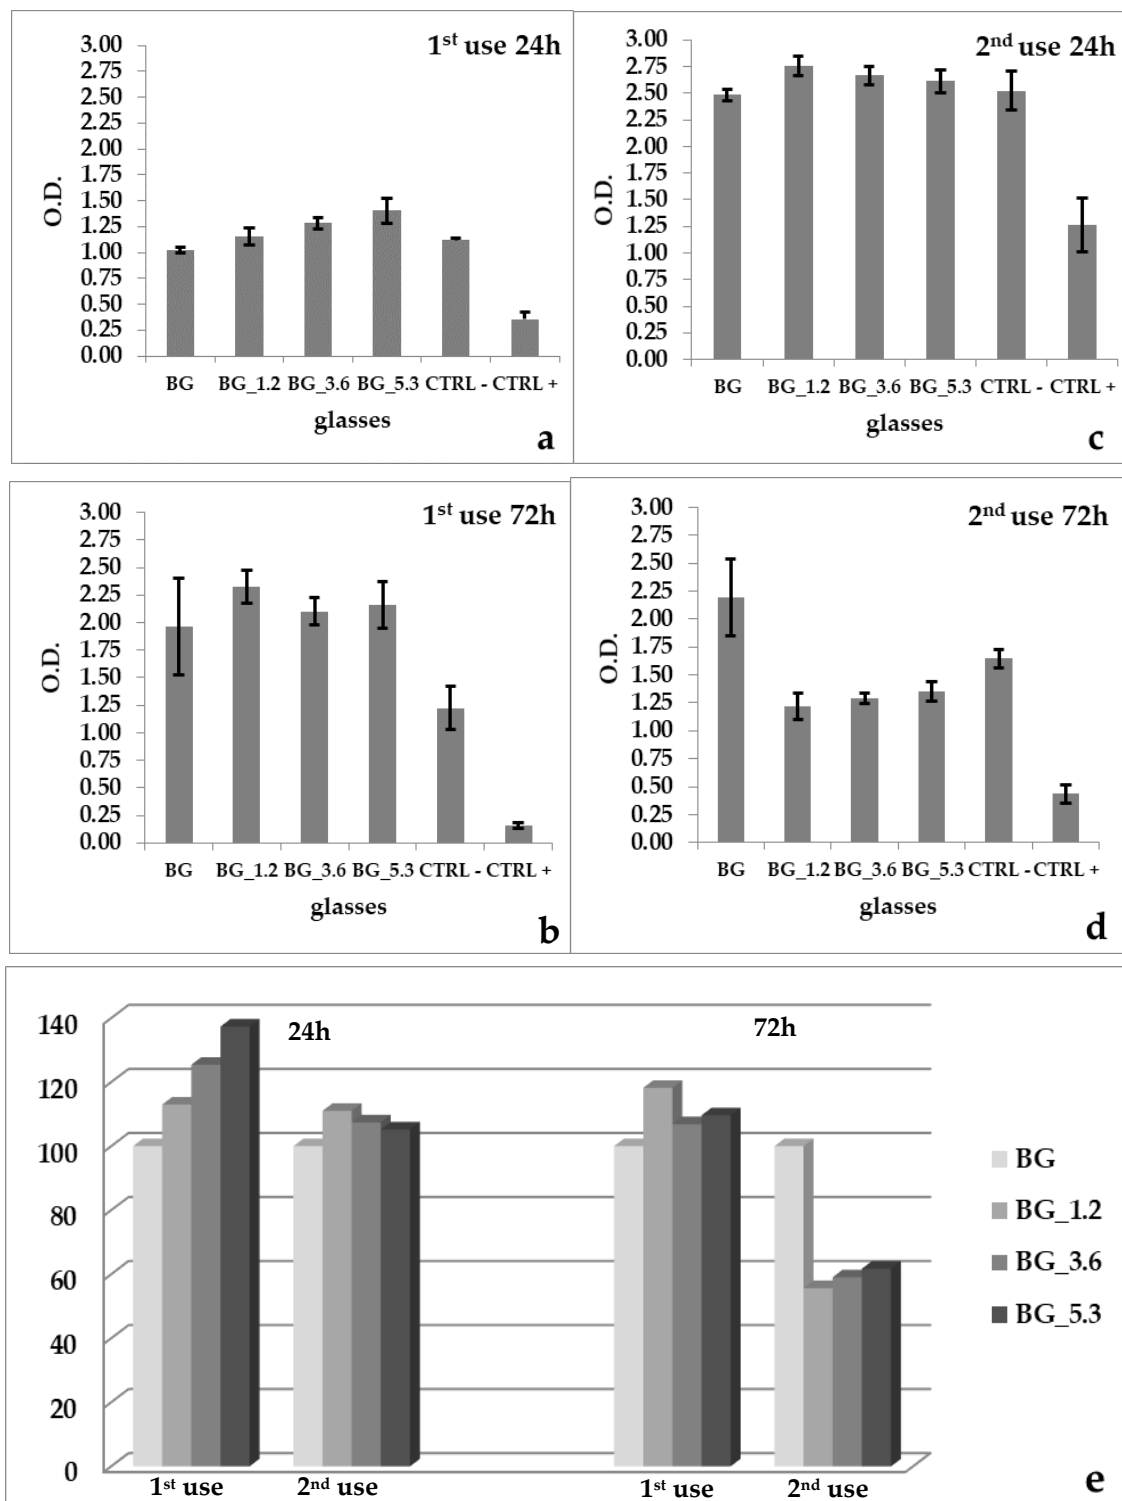 1st use 24h
3.00
2.75
2.50
2.25
2.00
1.75
1.50
1.25
1.00
0.75
0.50
0.25
0.00
O.D.
BG BG_1.2 BG_3.6 BG_5.3 CTRL - CTRL +
glasses
a
2nd use 24h
3.00
2.75
2.50
2.25
2.00
1.75
1.50
1.25
1.00
0.75
0.50
0.25
0.00
O.D.
BG BG_1.2 BG_3.6 BG_5.3 CTRL - CTRL +
glasses
c
1st use 72h
3.00
2.75
2.50
2.25
2.00
1.75
1.50
1.25
1.00
0.75
0.50
0.25
0.00
O.D.
BG BG_1.2 BG_3.6 BG_5.3 CTRL - CTRL +
glasses
b
2nd use 72h
3.00
2.75
2.50
2.25
2.00
1.75
1.50
1.25
1.00
0.75
0.50
0.25
0.00
O.D.
BG BG_1.2 BG_3.6 BG_5.3 CTRL - CTRL +
glasses
d
24h 72h
140
120
100
80
60
40
20
0
1st use 2nd use 1st use 2nd use
BG
BG_1.2
BG_3.6
BG_5.3
e